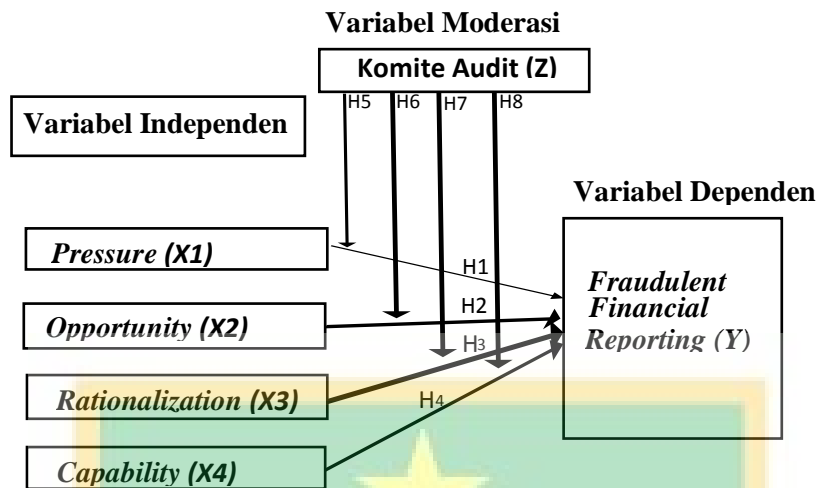 Variabel Moderasi
Komite Audit (Z)
H5 H6 H7 H8
Variabel Independen
Variabel Dependen
Pressure (X1)
H1
Opportunity (X2)
H2
Rationalization (X3)
H3
Capability (X4)
H4
Fraudulent
Financial
Reporting (Y)